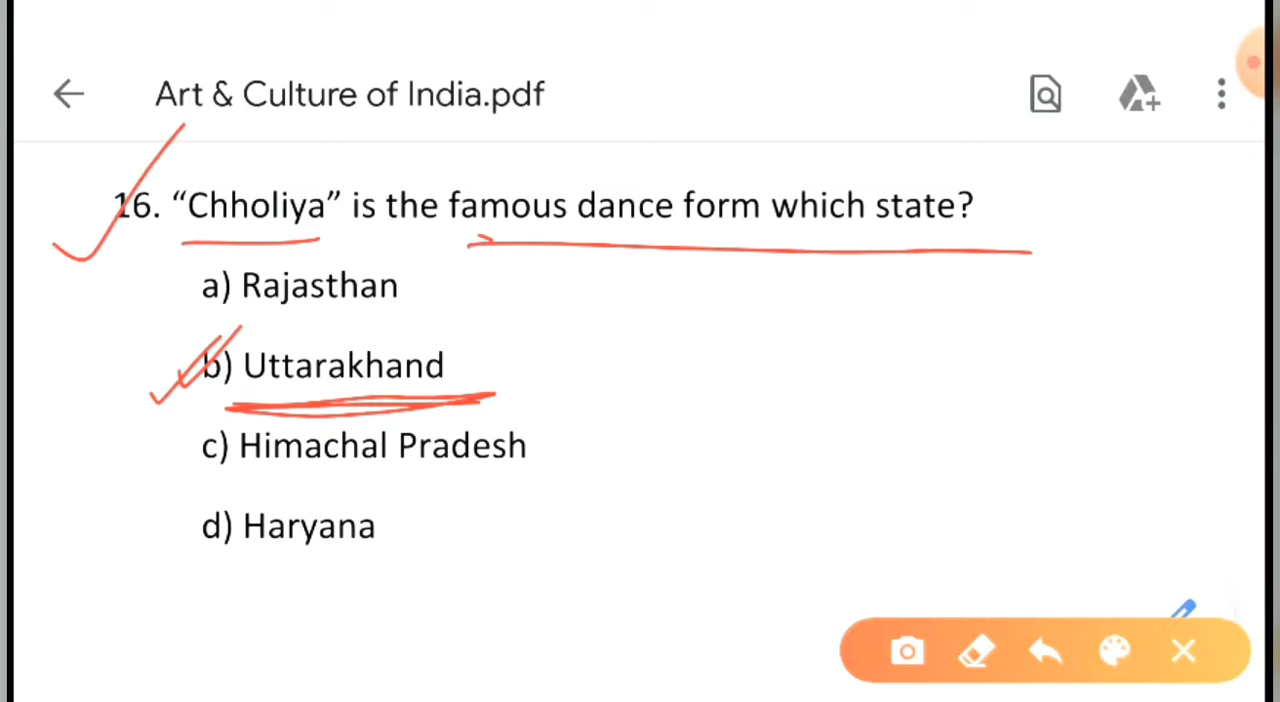 Art & Culture of India.pdf
16. “Chholiya” is the famous dance form which state?
a) Rajasthan
b) Uttarakhand
c) Himachal Pradesh
d) Haryana